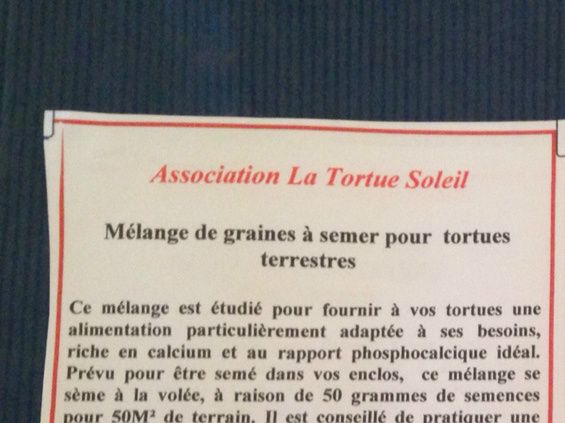 Association La Tortue Soleil
Mélange de graines à semer pour tortues
terrestres
Ce mélange est étudié pour fournir à vos tortues une
alimentation particulièrement adaptée à ses besoins,
riche en calcium et au rapport phosphocalcique idéal.
Prévu pour être semé dans vos enclos, ce mélange se
sème à la volée, à raison de 50 grammes de semences
pour 50M² de terrain. Il est conseillé de pratiquer une